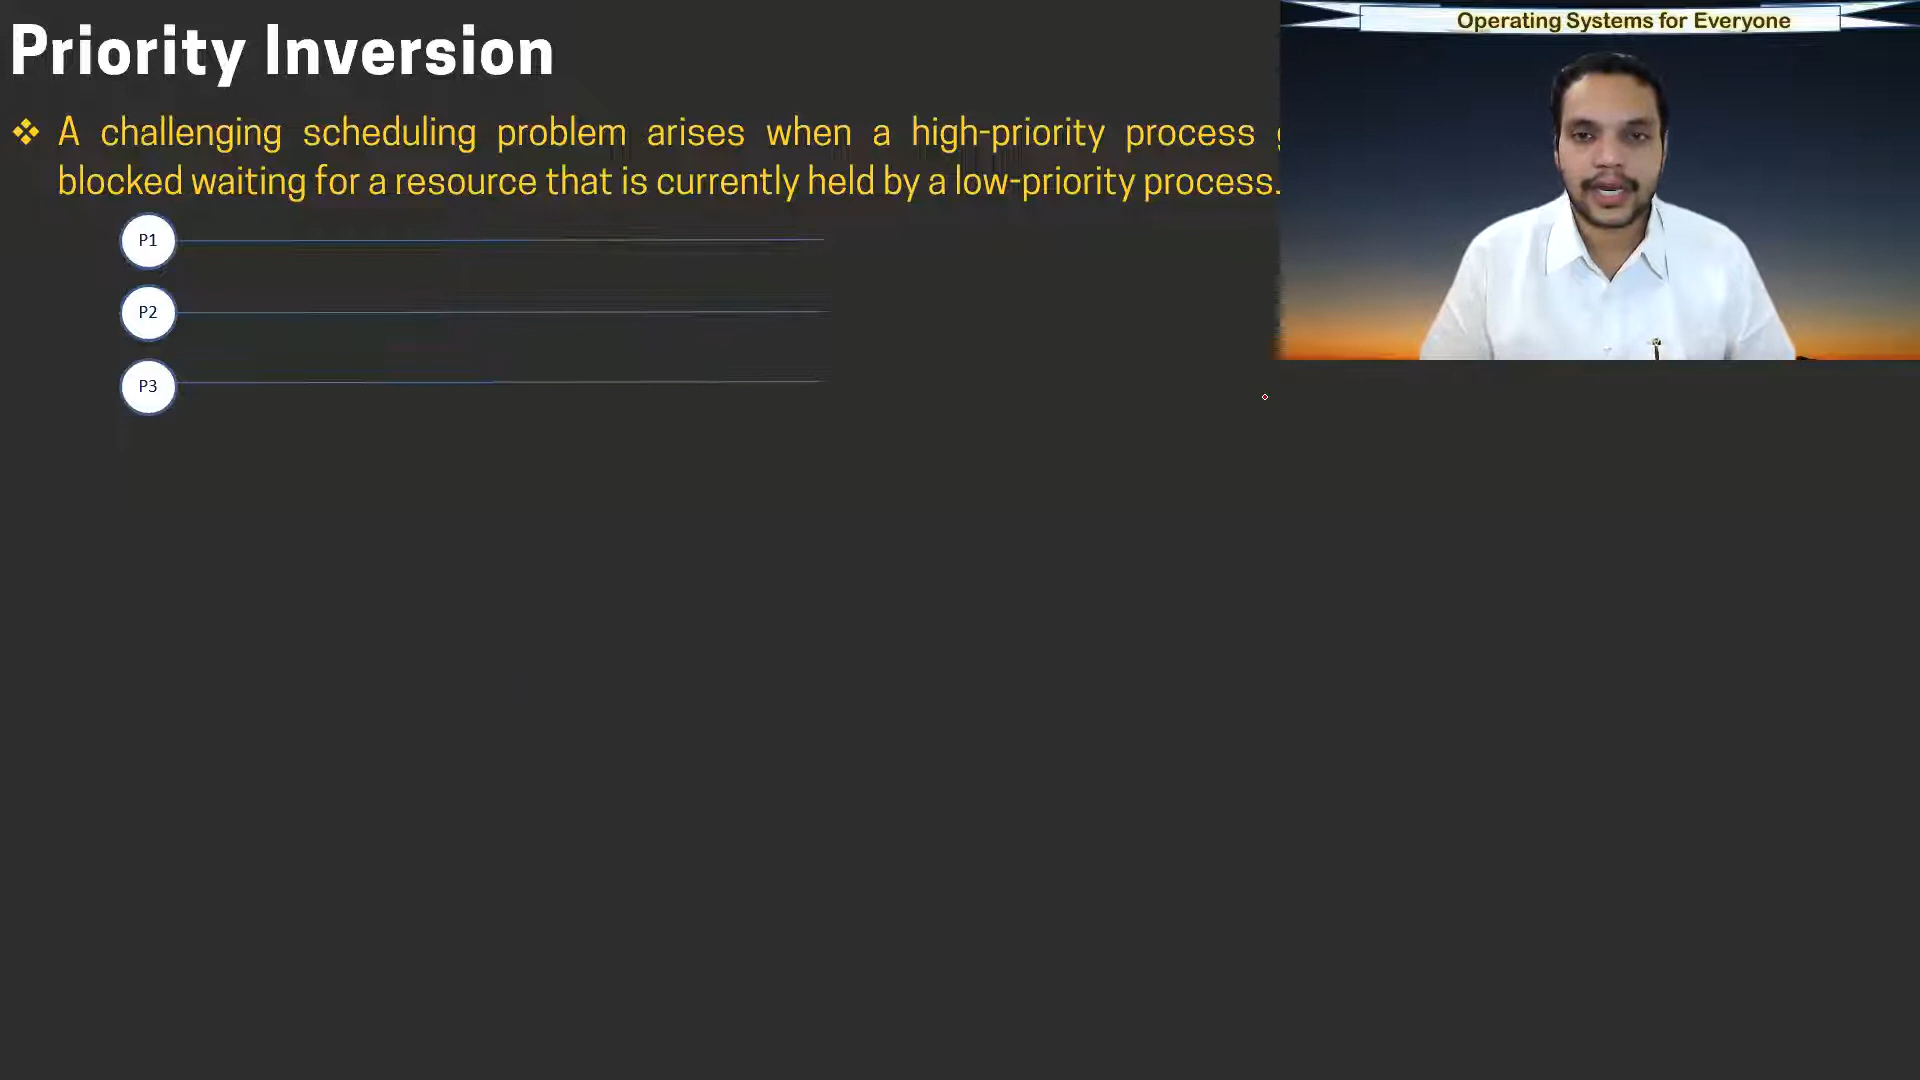 Priority Inversion
Operating Systems for Everyone
❖ A challenging scheduling problem arises when a high-priority process
blocked waiting for a resource that is currently held by a low-priority process.
P1
P2
P3